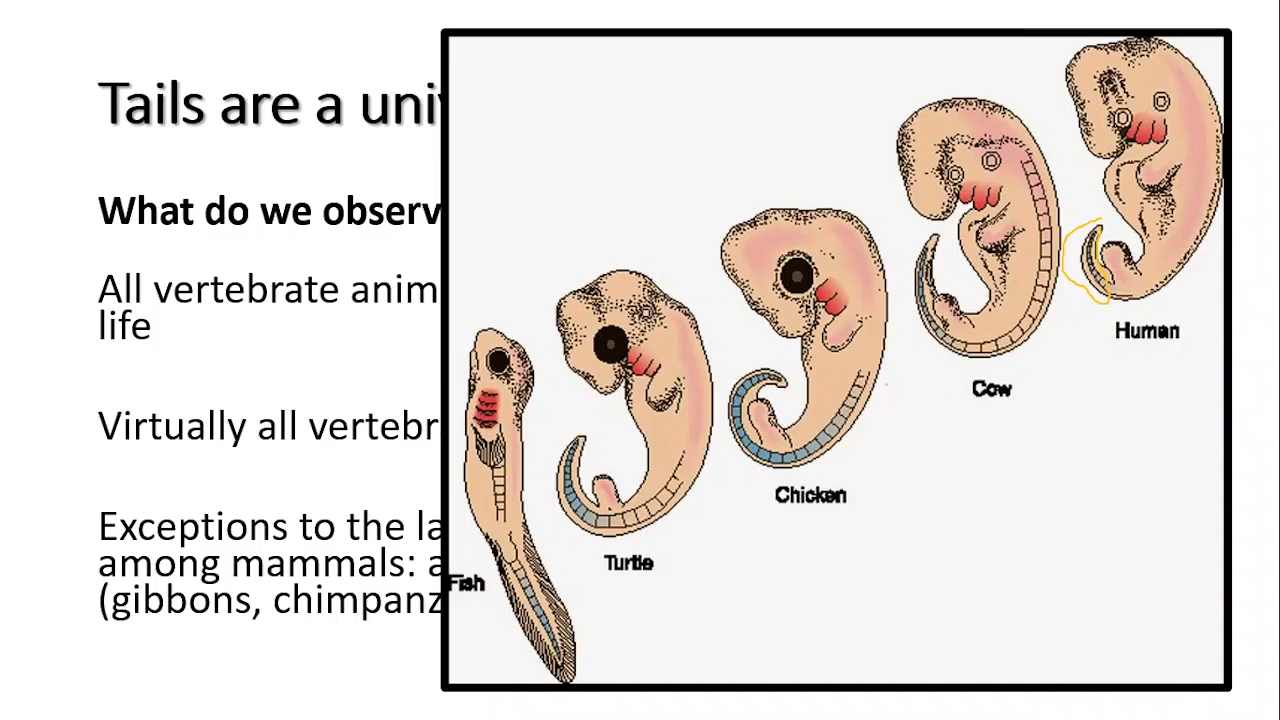 Tails are a uni
What do we observ
All vertebrate anim
life
Virtually all vertebr
Exceptions to the la
among mammals: a
(gibbons, chimpanz
Fish
Turtle
Chicken
Cow
Human